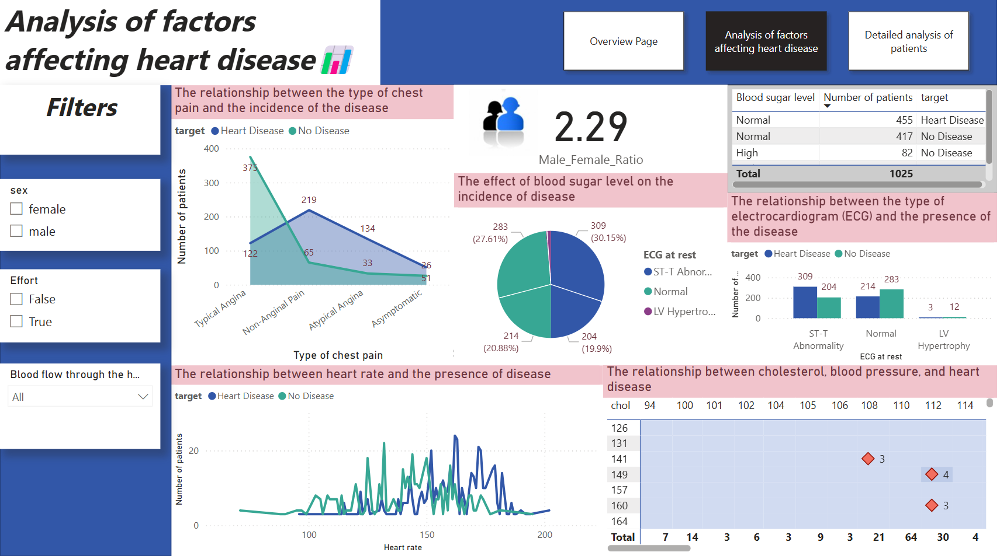 Analysis of factors
affecting heart disease
Overview Page
Analysis of factors
affecting heart disease
Detailed analysis of
patients
Filters
sex
female
male
Effort
False
True
Blood flow through the h...
All
The relationship between the type of chest
pain and the incidence of the disease
target Heart Disease No Disease
Number of patients
400
300
200
100
0
375
122
219
65
134
33
26
51
Typical Angina
Non-Anginal Pain
Atypical Angina
Asymptomatic
Type of chest pain
2.29
Male_Female_Ratio
The effect of blood sugar level on the
incidence of disease
283
(27.61%)
309
(30.15%)
214
(20.88%)
204
(19.9%)
ECG at rest
ST-T Abnor...
Normal
LV Hypertro...
Blood sugar level Number of patients target
Normal 455 Heart Disease
Normal 417 No Disease
High 82 No Disease
Total 1025
The relationship between the type of
electrocardiogram (ECG) and the presence of
the disease
target Heart Disease No Disease
Number of ...
400
200
0
309
204
214
283
3
12
ST-T
Abnormality
Normal
LV
Hypertrophy
ECG at rest
The relationship between heart rate and the presence of disease
target Heart Disease No Disease
Number of patients
20
0
100 150 200
Heart rate
The relationship between cholesterol, blood pressure, and heart
disease
chol 94 100 101 102 104 105 106 108 110 112 114
126
131
141 3
149 4
157
160 3
164
Total 7 14 3 6 3 9 3 21 64 30 4